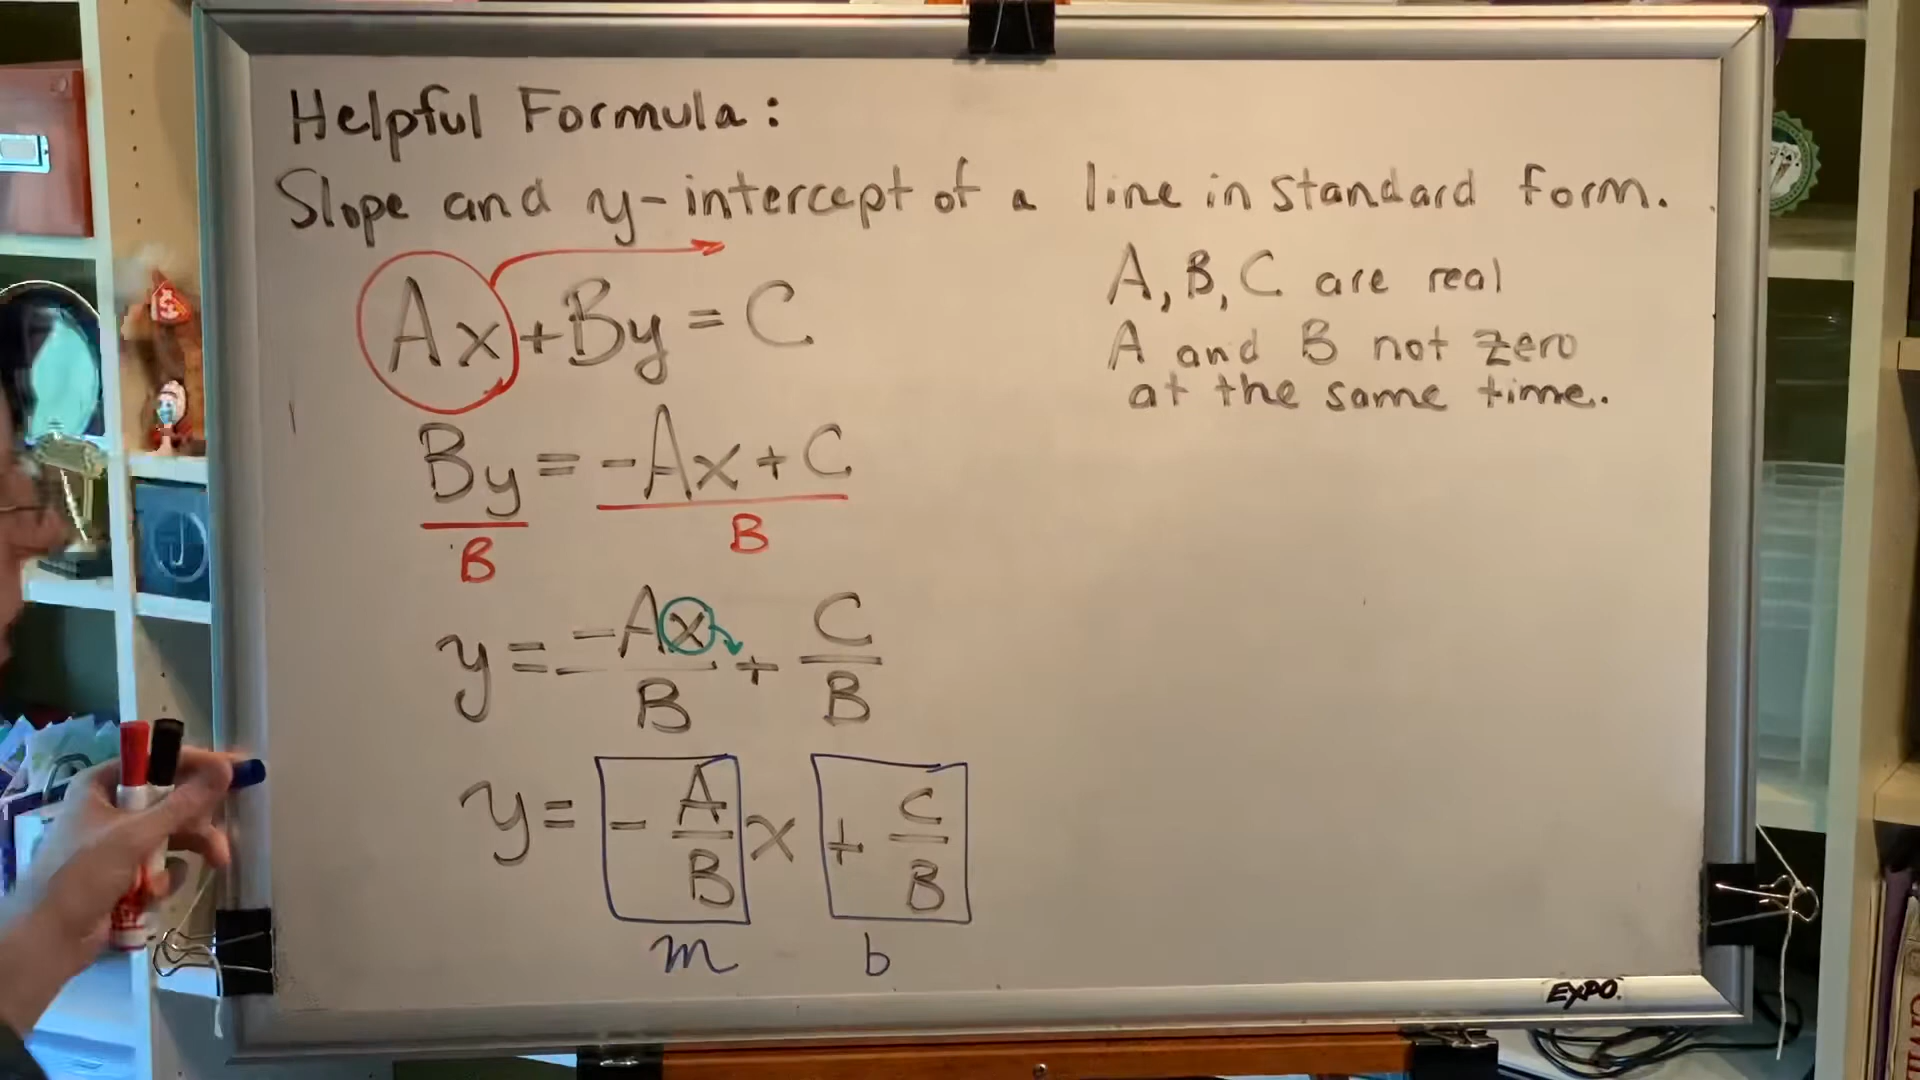 Helpful Formula:
Slope and y-intercept of a line in standard form.
Ax+By=C
By/B = -Ax+C/B
y = -Ax/B + C/B
y = -A/B x + C/B
m b
A, B, C are real
A and B not zero
at the same time.
EXPO